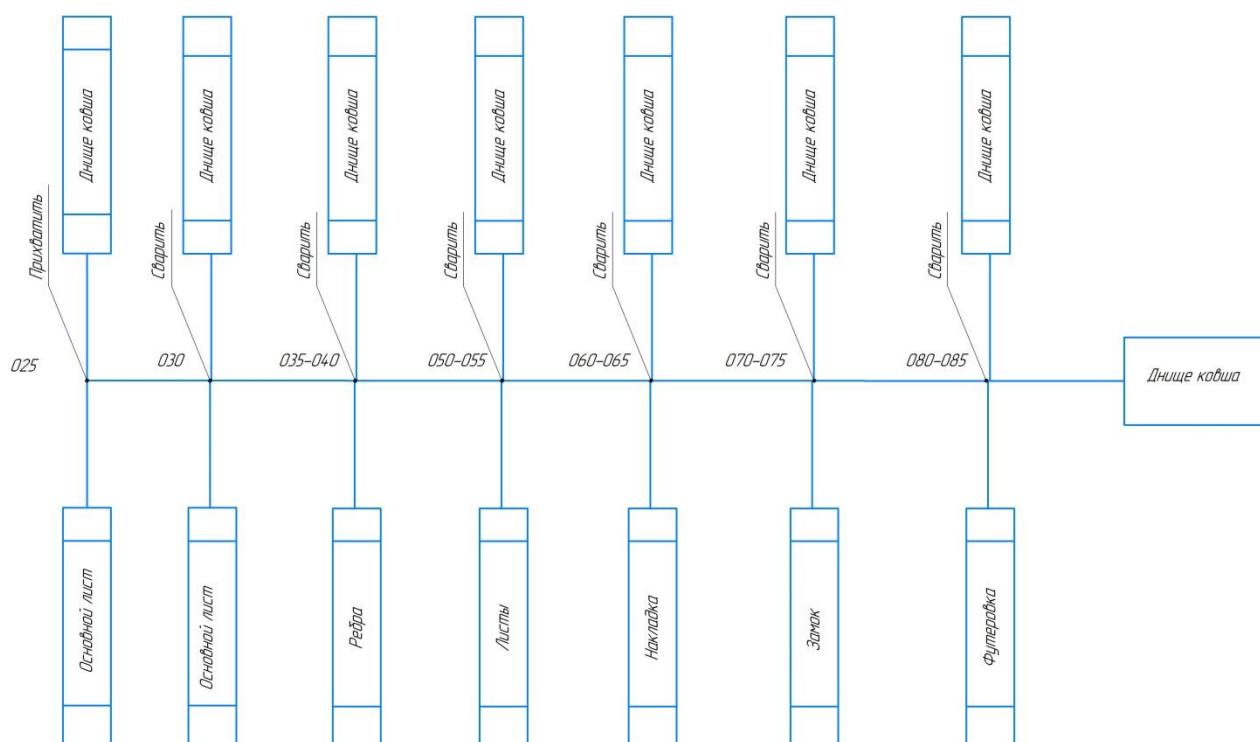 Днище ковша
Днище ковша
Днище ковша
Днище ковша
Днище ковша
Днище ковша
Днище ковша
Прихватить
Сварить
Сварить
Сварить
Сварить
Сварить
Сварить
025
030
035-040
050-055
060-065
070-075
080-085
Днище ковша
Основной лист
Основной лист
Ребра
Листы
Накладка
Замок
Футеровка